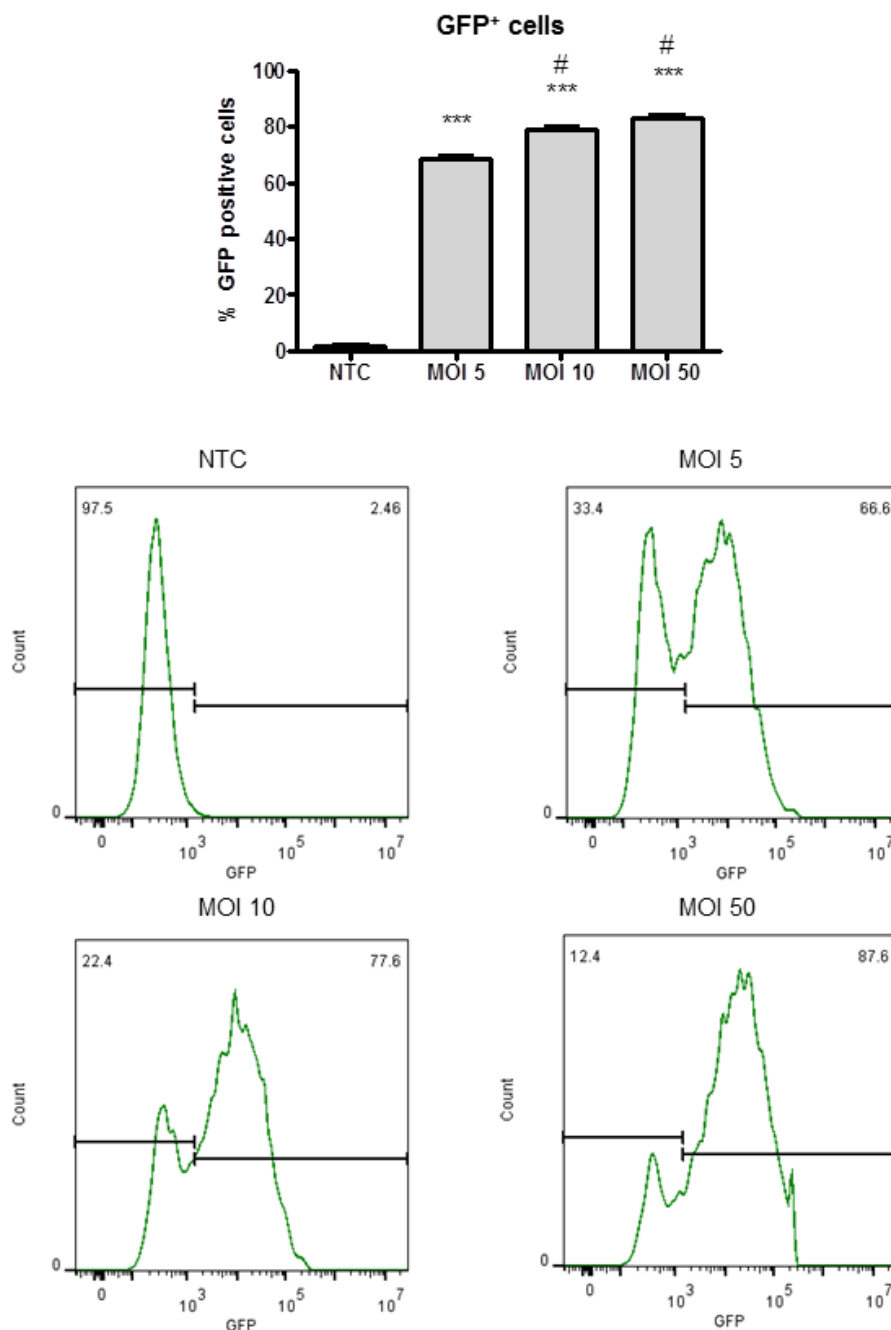 GFP⁺ cells
#
#
***
***
***
% GFP positive cells
100
80
60
40
20
0
NTC MOI 5 MOI 10 MOI 50
NTC
97.5 2.46
Count
0
0 10³ 10⁵ 10⁷
GFP
MOI 5
33.4 66.6
Count
0
0 10³ 10⁵ 10⁷
GFP
MOI 10
22.4 77.6
Count
0
0 10³ 10⁵ 10⁷
GFP
MOI 50
12.4 87.6
Count
0
0 10³ 10⁵ 10⁷
GFP